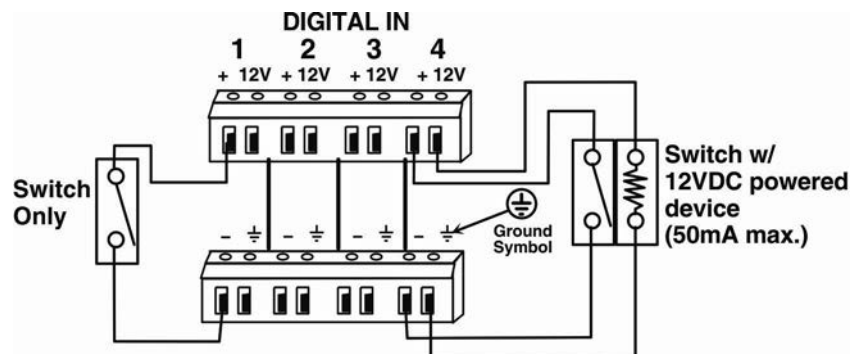 DIGITAL IN
1 2 3 4
+ 12V + 12V + 12V + 12V
Switch
Only
Switch w/
12VDC powered
device
(50mA max.)
Ground
Symbol
– ⏚ – ⏚ – ⏚ – ⏚